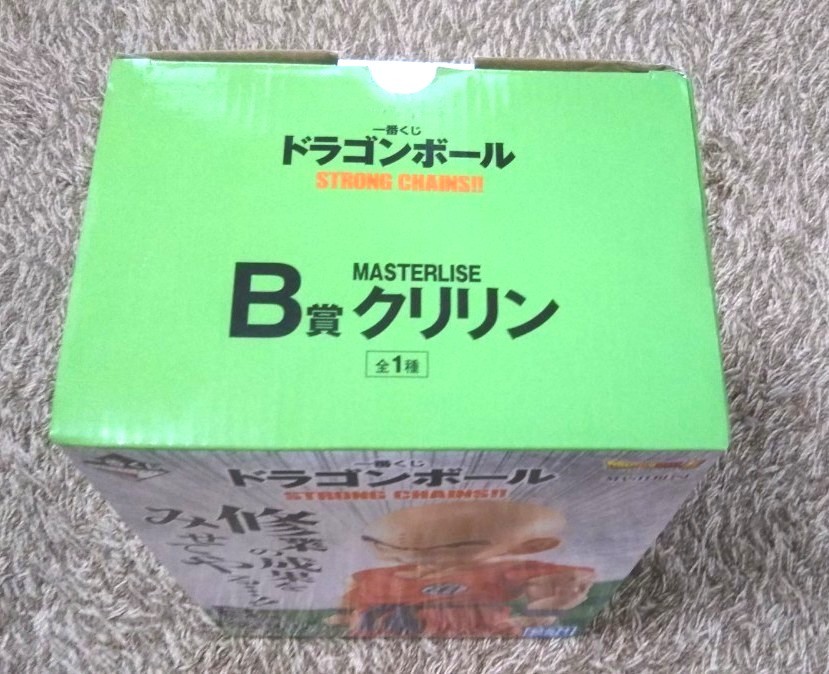 一番くじ
ドラゴンボール
STRONG CHAINS!!
MASTERLISE
B賞 クリリン
全1種
一番くじ
ドラゴンボール
STRONG CHAINS!!
修業の成果を
みせてやろう!